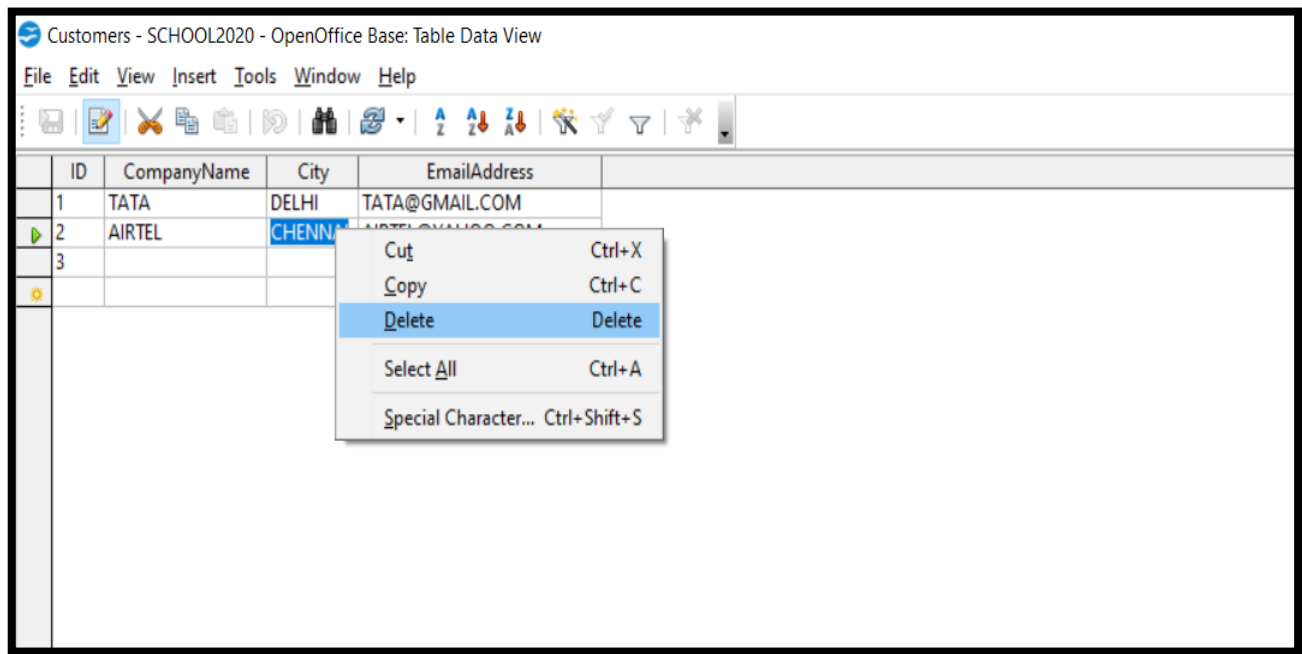 Customers - SCHOOL2020 - OpenOffice Base: Table Data View
File Edit View Insert Tools Window Help
ID CompanyName City EmailAddress
1 TATA DELHI TATA@GMAIL.COM
2 AIRTEL
3
Cut Ctrl+X
Copy Ctrl+C
Delete Delete
Select All Ctrl+A
Special Character... Ctrl+Shift+S